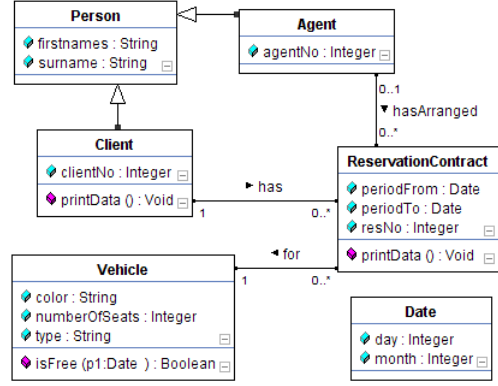 Person
firstnames : String
surname : String
Agent
agentNo : Integer
0..1
hasArranged
0..*
Client
clientNo : Integer
printData () : Void
has
1
0..*
ReservationContract
periodFrom : Date
periodTo : Date
resNo : Integer
printData () : Void
for
1
0..*
Vehicle
color : String
numberOfSeats : Integer
type : String
isFree (p1:Date ) : Boolean
Date
day : Integer
month : Integer